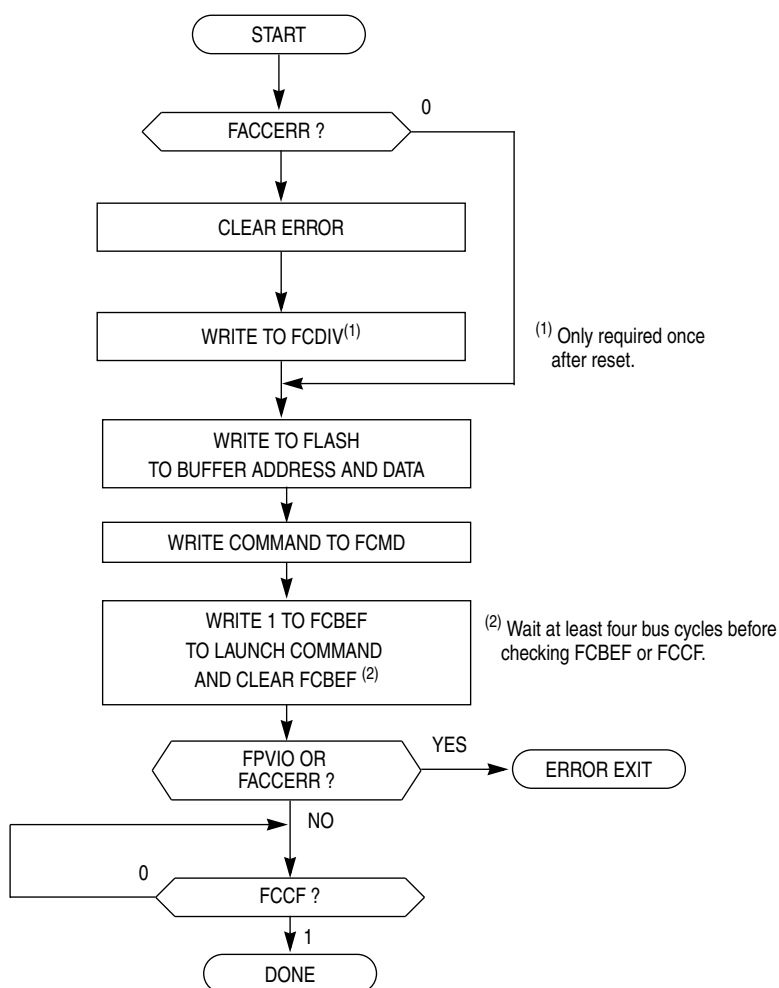 START
0
FACCERR ?
CLEAR ERROR
WRITE TO FCDIV(1)
(1) Only required once
after reset.
WRITE TO FLASH
TO BUFFER ADDRESS AND DATA
WRITE COMMAND TO FCMD
WRITE 1 TO FCBEF
TO LAUNCH COMMAND
AND CLEAR FCBEF (2)
(2) Wait at least four bus cycles before
checking FCBEF or FCCF.
FPVIO OR
FACCERR ?
YES
ERROR EXIT
NO
0
FCCF ?
1
DONE